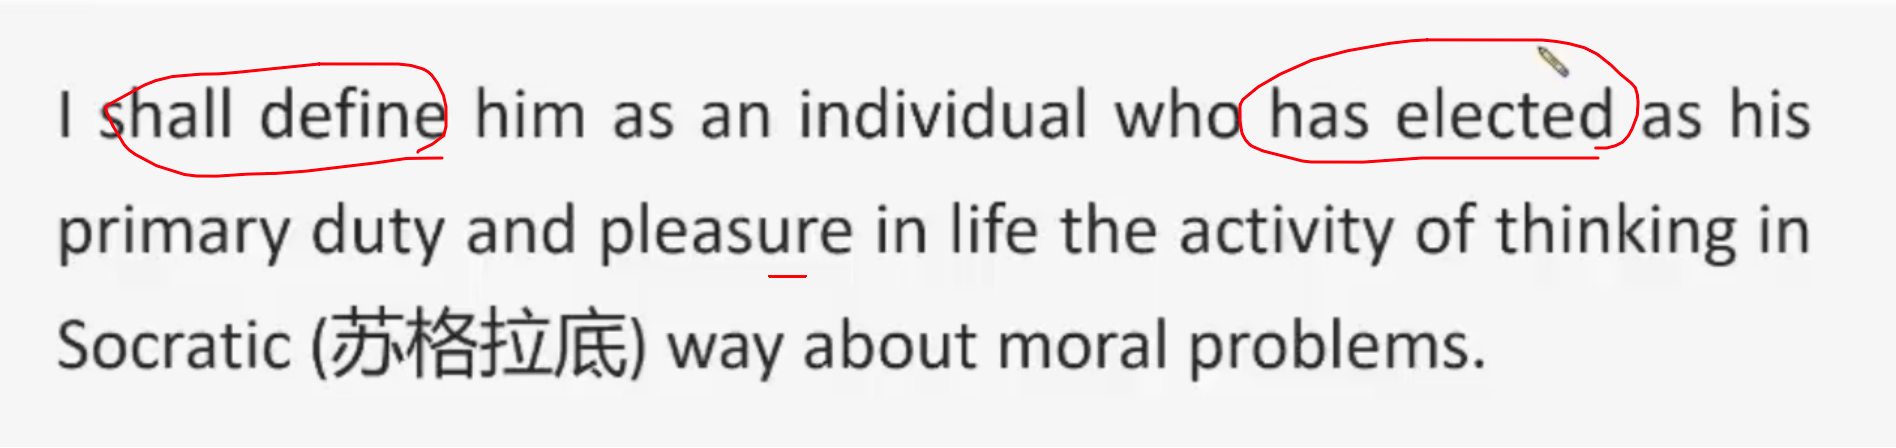 I shall define him as an individual who has elected as his
primary duty and pleasure in life the activity of thinking in
Socratic (苏格拉底) way about moral problems.